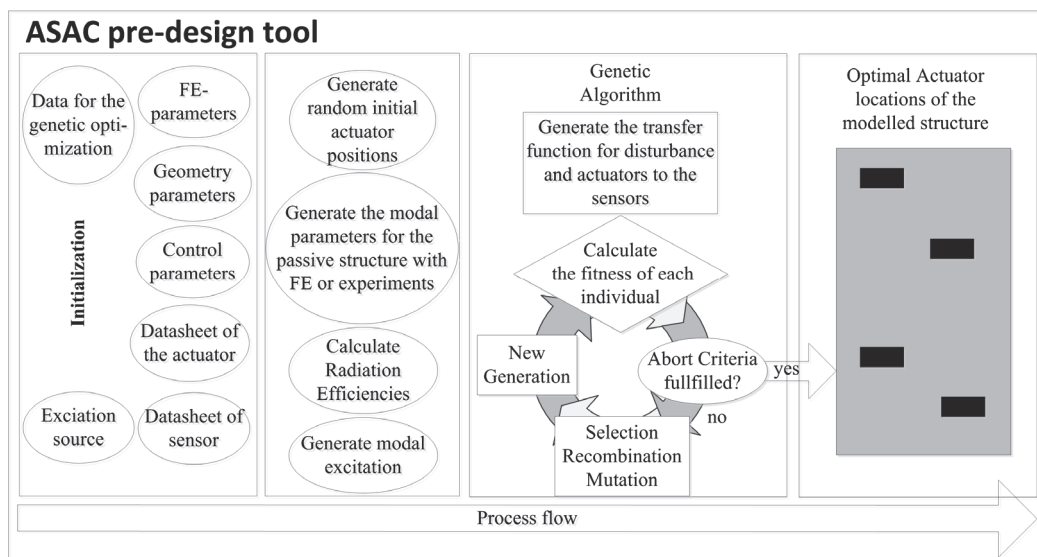 ASAC pre-design tool
Data for the
genetic opti-
mization
FE-
parameters
Geometry
parameters
Control
parameters
Initialization
Datasheet of
the actuator
Exciation
source
Datasheet of
sensor
Generate
random initial
actuator
positions
Generate the modal
parameters for the
passive structure with
FE or experiments
Calculate
Radiation
Efficiencies
Generate modal
excitation
Genetic
Algorithm
Generate the transfer
function for disturbance
and actuators to the
sensors
Calculate
the fitness of each
individual
New
Generation
Abort Criteria
fullfilled?
yes
no
Selection
Recombination
Mutation
Optimal Actuator
locations of the
modelled structure
Process flow